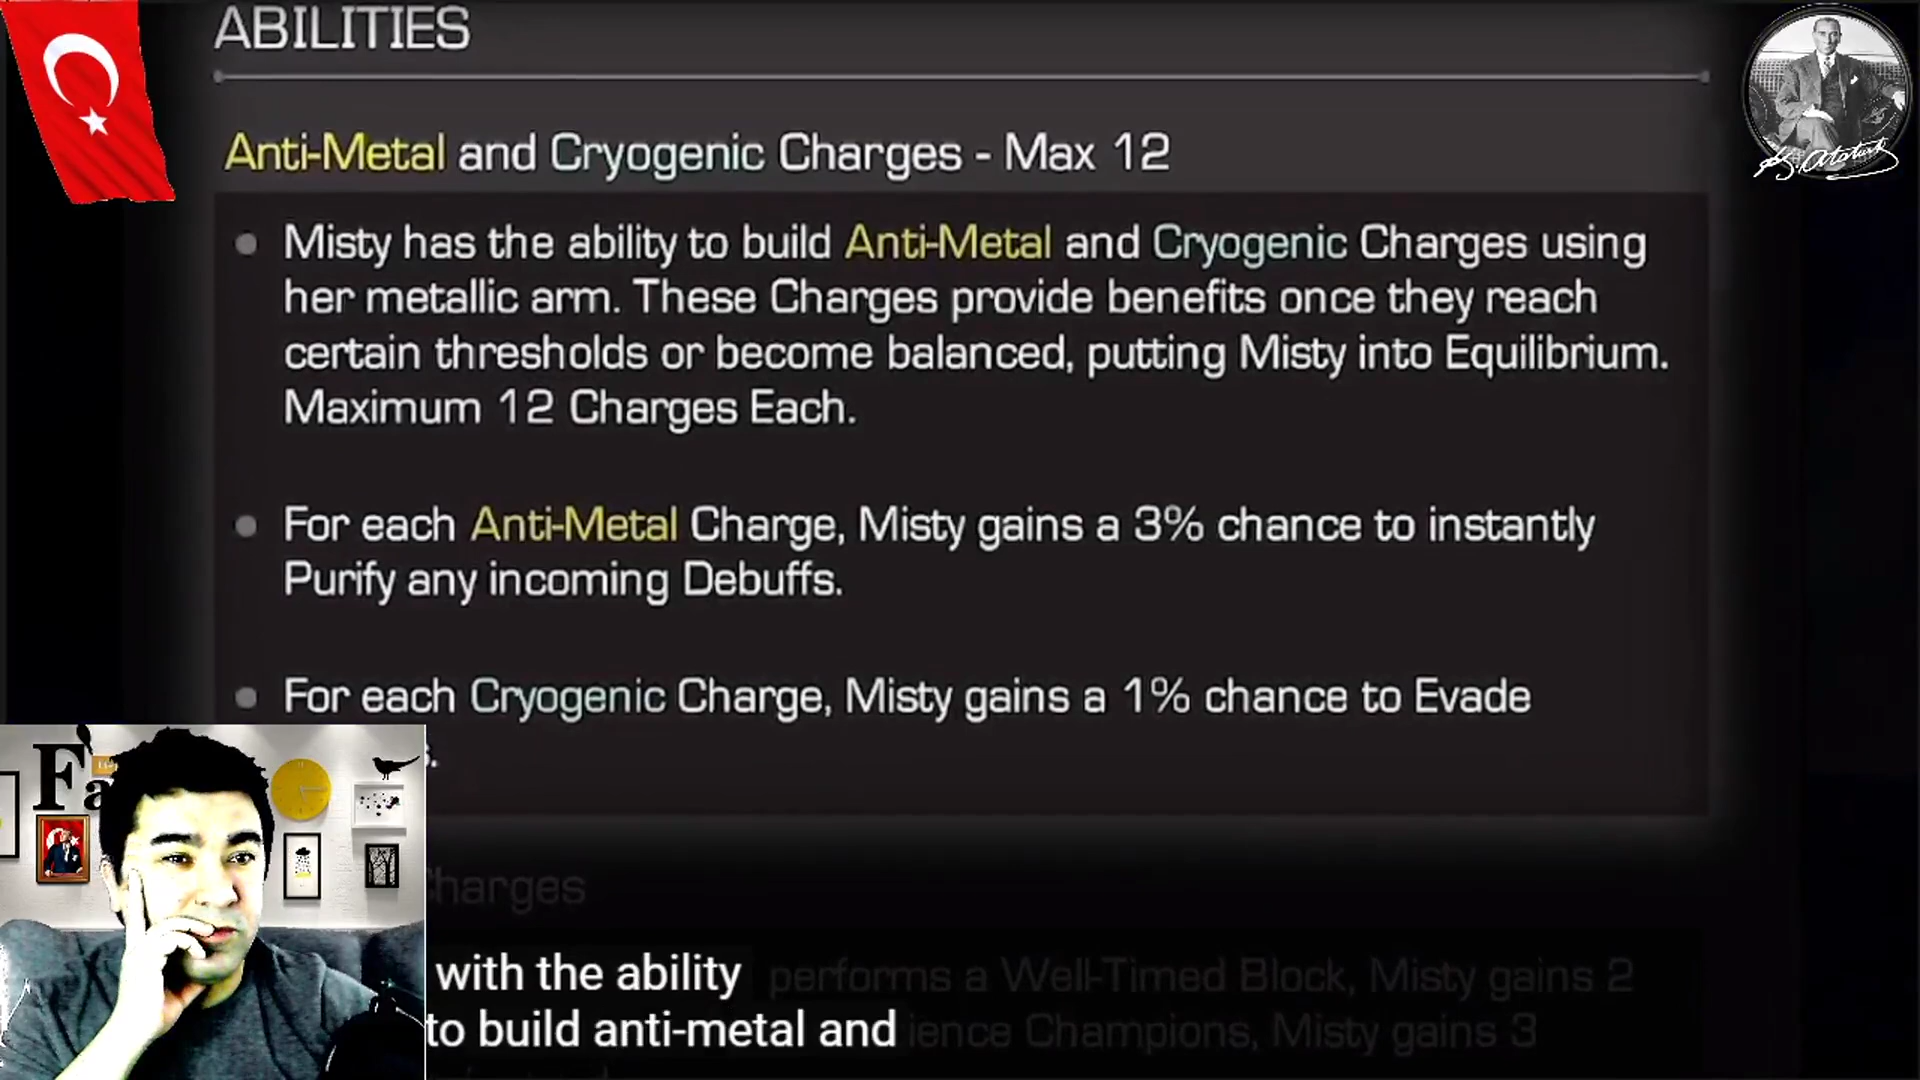 ABILITIES
Anti-Metal and Cryogenic Charges - Max 12
Misty has the ability to build Anti-Metal and Cryogenic Charges using
her metallic arm. These Charges provide benefits once they reach
certain thresholds or become balanced, putting Misty into Equilibrium.
Maximum 12 Charges Each.
For each Anti-Metal Charge, Misty gains a 3% chance to instantly
Purify any incoming Debuffs.
For each Cryogenic Charge, Misty gains a 1% chance to Evade
Charges
with the ability
performs a Well-Timed Block, Misty gains 2
to build anti-metal and
Champions, Misty gains 3